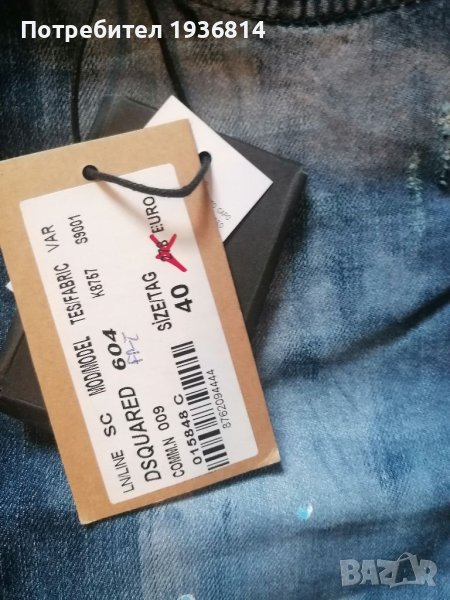 Потребител 1936814
LN/LINE SC MOD/MODEL TES/FABRIC VAR
K8757 S9001
DSQUARED 604 SIZE/TAG EURO
40
COMM.N 009
015848 C
8762094444
BAZAR